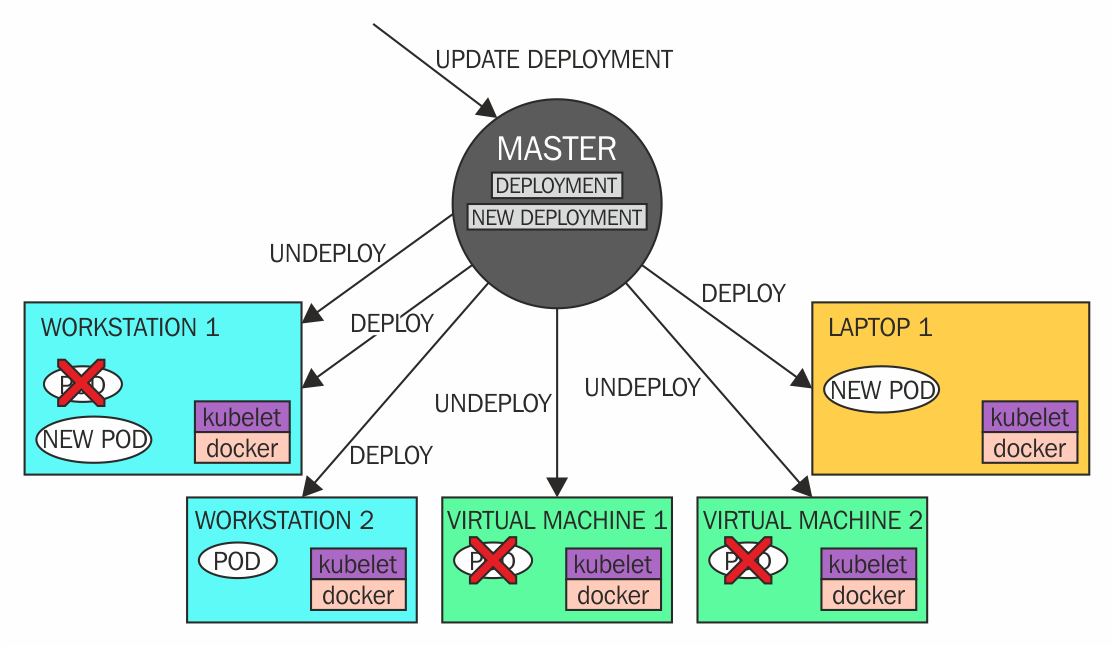 UPDATE DEPLOYMENT
MASTER
DEPLOYMENT
NEW DEPLOYMENT
UNDEPLOY
DEPLOY
DEPLOY
UNDEPLOY
UNDEPLOY
DEPLOY
WORKSTATION 1
POD
NEW POD
kubelet
docker
LAPTOP 1
NEW POD
kubelet
docker
WORKSTATION 2
POD
kubelet
docker
VIRTUAL MACHINE 1
POD
kubelet
docker
VIRTUAL MACHINE 2
POD
kubelet
docker